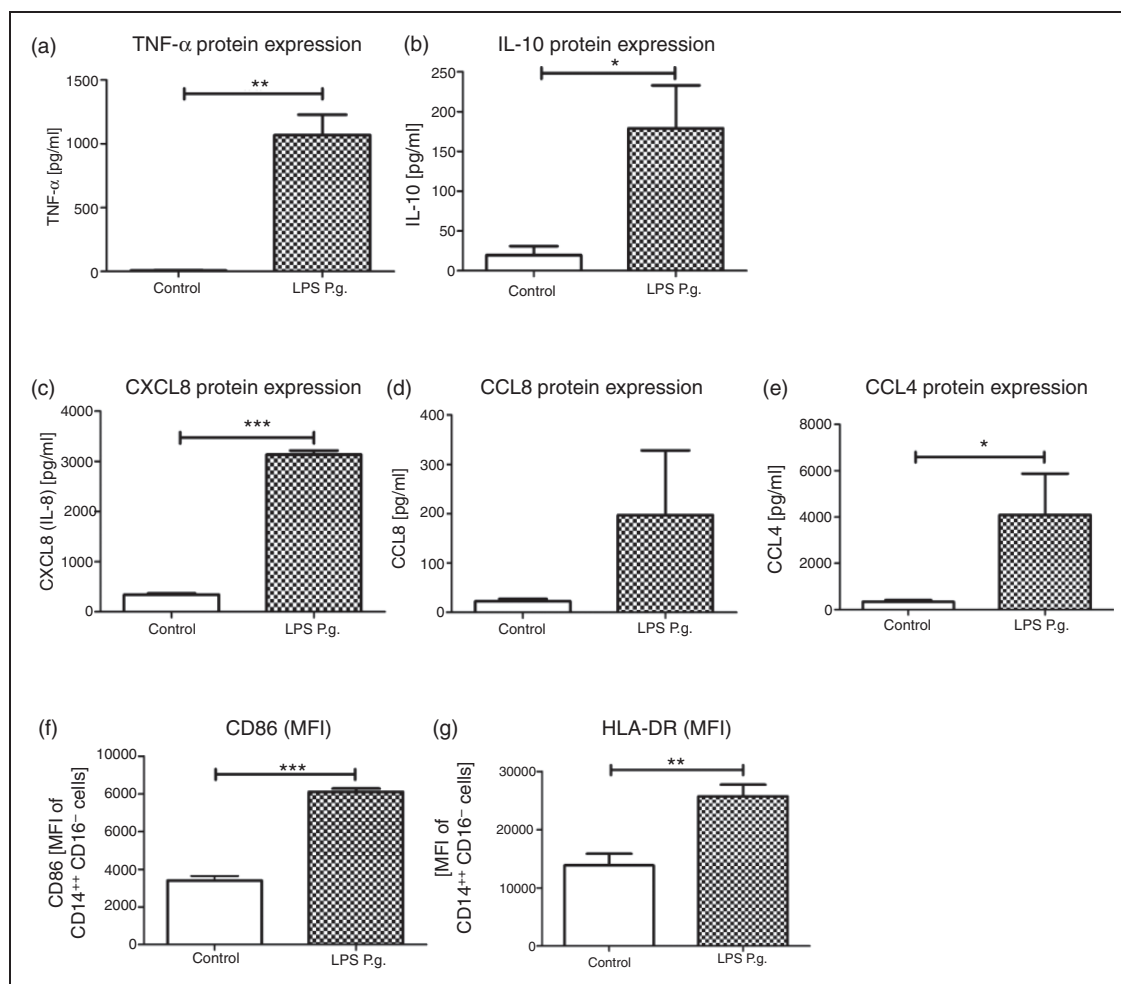 (a) TNF-α protein expression
**
1500
1000
500
0
TNF-α [pg/ml]
Control LPS P.g.
(b) IL-10 protein expression
*
250
200
150
100
50
0
IL-10 [pg/ml]
Control LPS P.g.
(c) CXCL8 protein expression
***
4000
3000
2000
1000
0
CXCL8 (IL-8) [pg/ml]
Control LPS P.g.
(d) CCL8 protein expression
400
300
200
100
0
CCL8 [pg/ml]
Control LPS P.g.
(e) CCL4 protein expression
*
8000
6000
4000
2000
0
CCL4 [pg/ml]
Control LPS P.g.
(f) CD86 (MFI)
***
10000
8000
6000
4000
2000
0
CD86 [MFI of
CD14⁺⁺ CD16⁻ cells]
Control LPS P.g.
(g) HLA-DR (MFI)
**
30000
20000
10000
0
[MFI of
CD14⁺⁺ CD16⁻ cells]
Control LPS P.g.